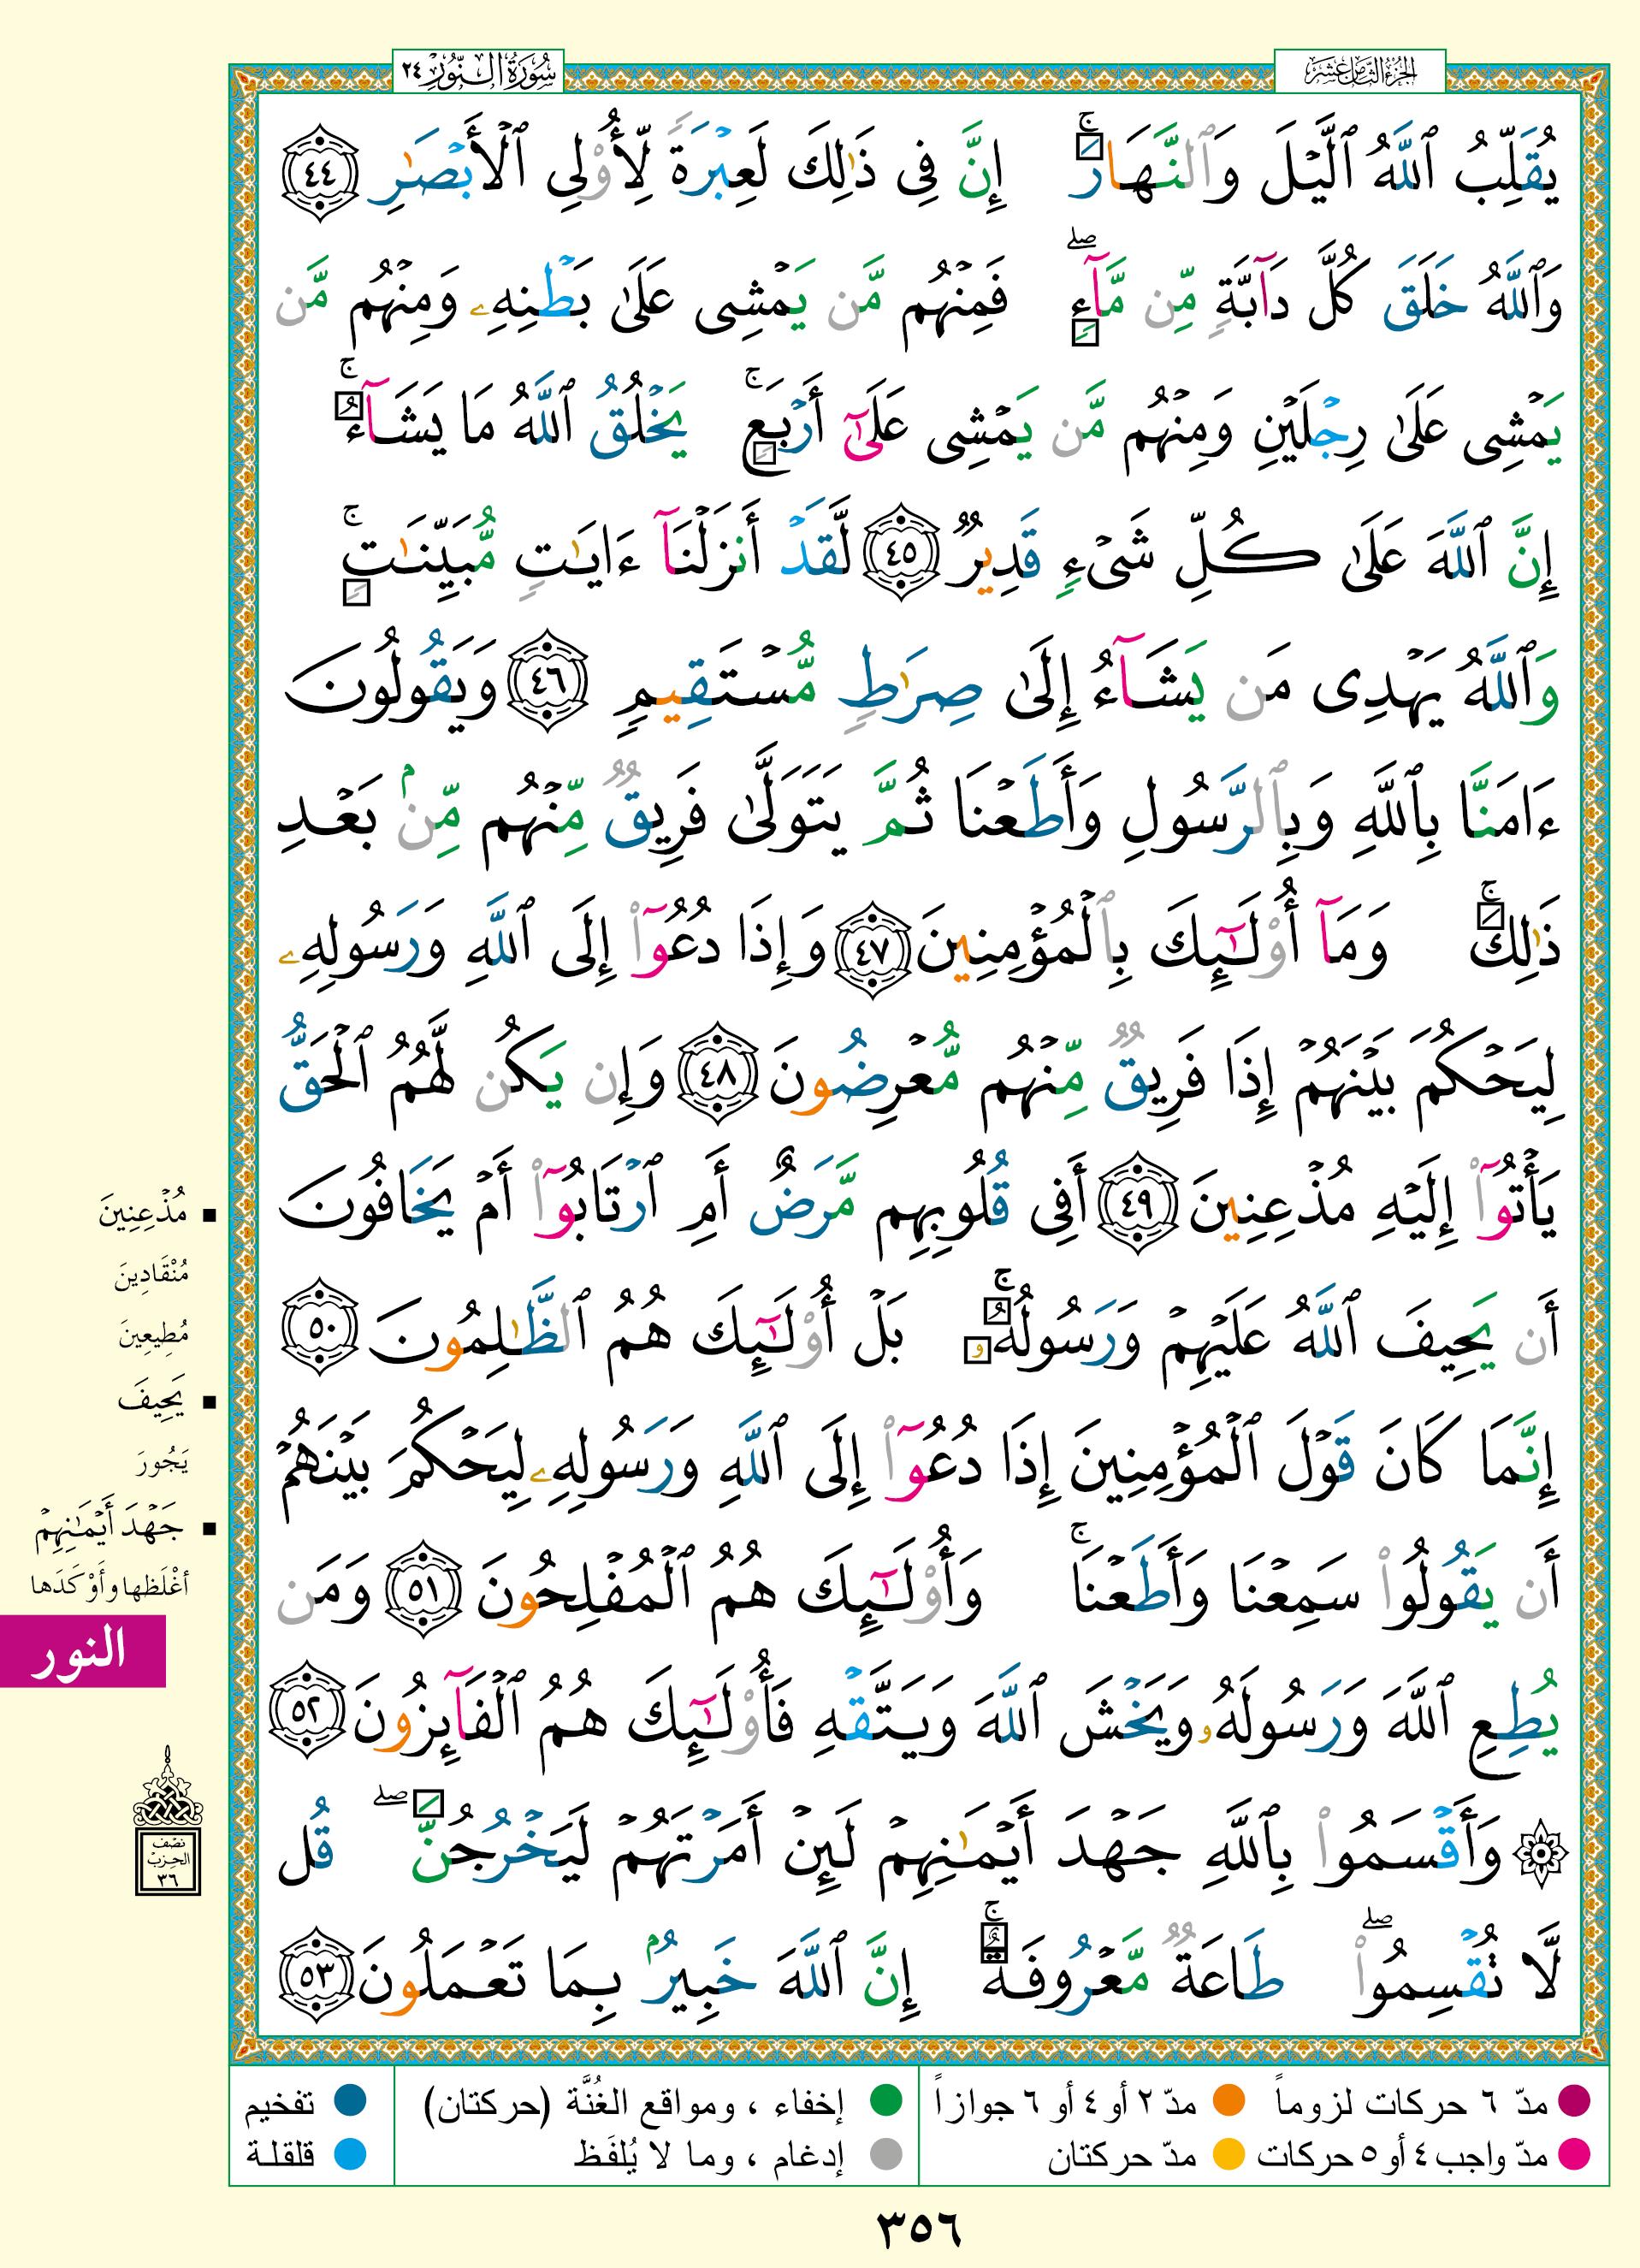 الجزء الثامن عشر
سُورَةُ النُّورِ ٢٤
يُقَلِّبُ ٱللَّهُ ٱلَّيْلَ وَٱلنَّهَارَ ۚ إِنَّ فِى ذَٰلِكَ لَعِبْرَةً لِّأُو۟لِى ٱلْأَبْصَٰرِ ٤٤
وَٱللَّهُ خَلَقَ كُلَّ دَآبَّةٍ مِّن مَّآءٍ ۖ فَمِنْهُم مَّن يَمْشِى عَلَىٰ بَطْنِهِۦ وَمِنْهُم مَّن
يَمْشِى عَلَىٰ رِجْلَيْنِ وَمِنْهُم مَّن يَمْشِى عَلَىٰٓ أَرْبَعٍ ۚ يَخْلُقُ ٱللَّهُ مَا يَشَآءُ ۚ
إِنَّ ٱللَّهَ عَلَىٰ كُلِّ شَىْءٍ قَدِيرٌ ٤٥ لَّقَدْ أَنزَلْنَآ ءَايَٰتٍ مُّبَيِّنَٰتٍ ۚ
وَٱللَّهُ يَهْدِى مَن يَشَآءُ إِلَىٰ صِرَٰطٍ مُّسْتَقِيمٍ ٤٦ وَيَقُولُونَ
ءَامَنَّا بِٱللَّهِ وَبِٱلرَّسُولِ وَأَطَعْنَا ثُمَّ يَتَوَلَّىٰ فَرِيقٌ مِّنْهُم مِّنۢ بَعْدِ
ذَٰلِكَ ۚ وَمَآ أُو۟لَٰٓئِكَ بِٱلْمُؤْمِنِينَ ٤٧ وَإِذَا دُعُوٓا۟ إِلَى ٱللَّهِ وَرَسُولِهِۦ
لِيَحْكُمَ بَيْنَهُمْ إِذَا فَرِيقٌ مِّنْهُم مُّعْرِضُونَ ٤٨ وَإِن يَكُن لَّهُمُ ٱلْحَقُّ
يَأْتُوٓا۟ إِلَيْهِ مُذْعِنِينَ ٤٩ أَفِى قُلُوبِهِم مَّرَضٌ أَمِ ٱرْتَابُوٓا۟ أَمْ يَخَافُونَ
أَن يَحِيفَ ٱللَّهُ عَلَيْهِمْ وَرَسُولُهُۥ ۚ بَلْ أُو۟لَٰٓئِكَ هُمُ ٱلظَّٰلِمُونَ ٥٠
إِنَّمَا كَانَ قَوْلَ ٱلْمُؤْمِنِينَ إِذَا دُعُوٓا۟ إِلَى ٱللَّهِ وَرَسُولِهِۦ لِيَحْكُمَ بَيْنَهُمْ
أَن يَقُولُوا۟ سَمِعْنَا وَأَطَعْنَا ۚ وَأُو۟لَٰٓئِكَ هُمُ ٱلْمُفْلِحُونَ ٥١ وَمَن
يُطِعِ ٱللَّهَ وَرَسُولَهُۥ وَيَخْشَ ٱللَّهَ وَيَتَّقْهِ فَأُو۟لَٰٓئِكَ هُمُ ٱلْفَآئِزُونَ ٥٢
۞ وَأَقْسَمُوا۟ بِٱللَّهِ جَهْدَ أَيْمَٰنِهِمْ لَئِنْ أَمَرْتَهُمْ لَيَخْرُجُنَّ ۖ قُل
لَّا تُقْسِمُوا۟ ۖ طَاعَةٌ مَّعْرُوفَةٌ ۚ إِنَّ ٱللَّهَ خَبِيرٌۢ بِمَا تَعْمَلُونَ ٥٣
■ مُذْعِنِينَ
مُنْقَادِينَ
مُطِيعِينَ
■ يَحِيفَ
يَجُورَ
■ جَهْدَ أَيْمَٰنِهِمْ
أغْلَظها وأَوْكَدَها
النور
نصف
الحزب
٣٦
مدّ ٦ حركات لزوماً
مدّ ٢ أو ٤ أو ٦ جوازاً
إخفاء ، ومواقع الغُنَّة (حركتان)
تفخيم
مدّ واجب ٤ أو ٥ حركات
مدّ حركتان
إدغام ، وما لا يُلفَظ
قلقلة
٣٥٦